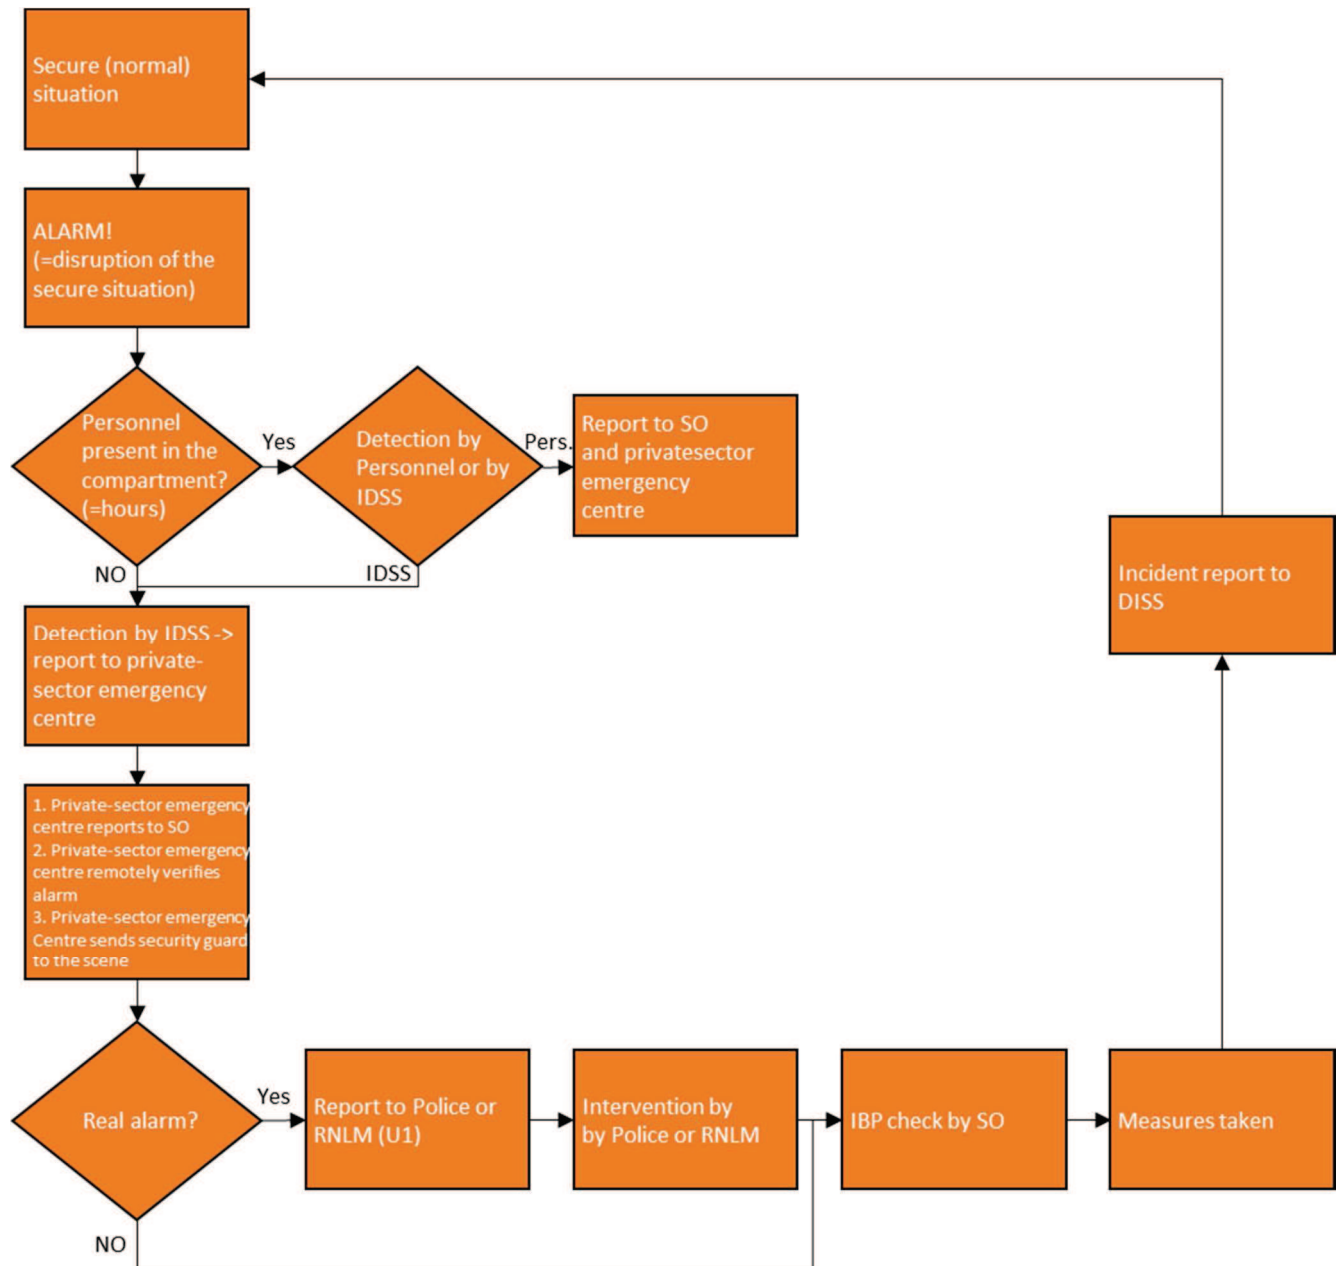 Secure (normal)
situation
ALARM!
(=disruption of the
secure situation)
Personnel
present in the
compartment?
(=hours)
Yes
Detection by
Personnel or by
IDSS
Pers.
Report to SO
and privatesector
emergency
centre
NO
IDSS
Detection by IDSS ->
report to private-
sector emergency
centre
Incident report to
DISS
1. Private-sector emergency
centre reports to SO
2. Private-sector emergency
centre remotely verifies
alarm
3. Private-sector emergency
Centre sends security guard
to the scene
Real alarm?
Yes
Report to Police or
RNLM (U1)
Intervention by
by Police or RNLM
IBP check by SO
Measures taken
NO